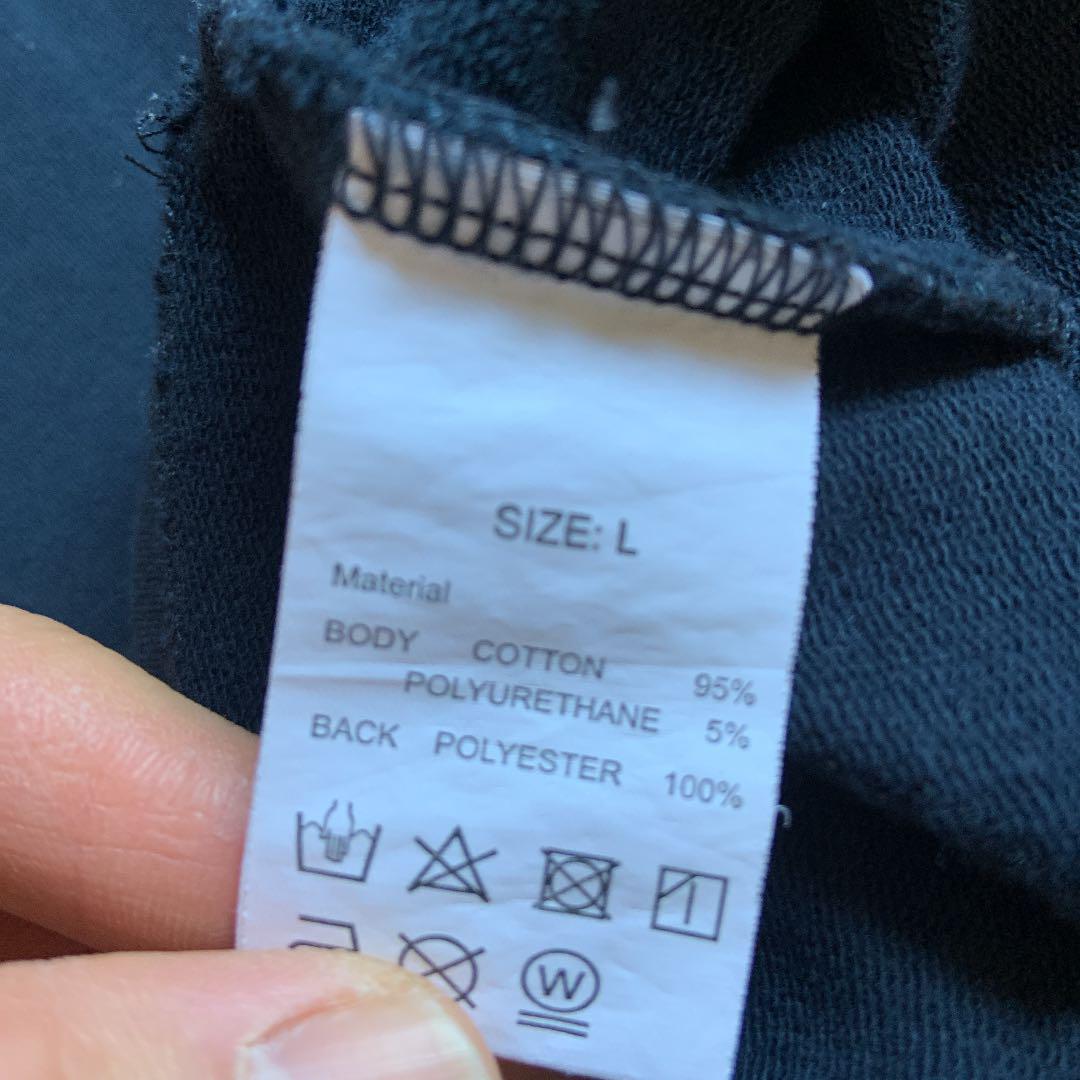 SIZE: L
Material
BODY COTTON 95%
POLYURETHANE 5%
BACK POLYESTER 100%
W